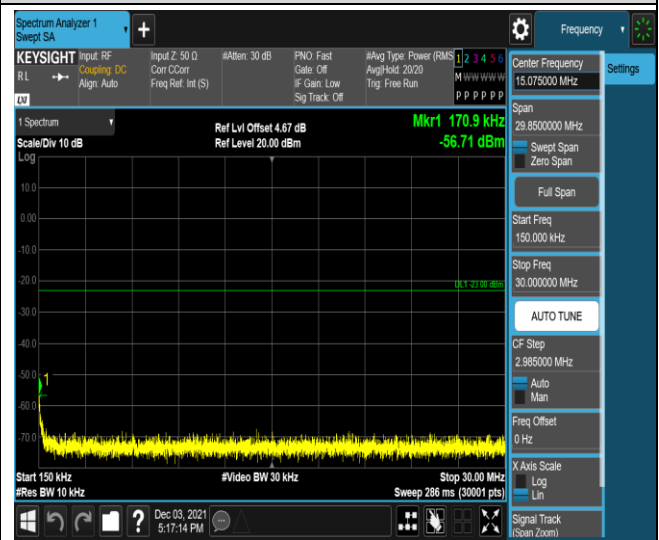 Spectrum Analyzer 1
Swept SA
Frequency
KEYSIGHT
RL
LXI
Input: RF
Coupling: DC
Align: Auto
Input Z: 50 Ω
Corr CCorr
Freq Ref: Int (S)
#Atten: 30 dB
PNO: Fast
Gate: Off
IF Gain: Low
Sig Track: Off
#Avg Type: Power (RMS
Avg|Hold: 20/20
Trig: Free Run
1 2 3 4 5 6
M W W W W W
P P P P P P
Center Frequency
15.075000 MHz
Settings
Span
29.8500000 MHz
Swept Span
Zero Span
Full Span
Start Freq
150.000 kHz
Stop Freq
30.000000 MHz
AUTO TUNE
CF Step
2.985000 MHz
Auto
Man
Freq Offset
0 Hz
X Axis Scale
Log
Lin
Signal Track
(Span Zoom)
1 Spectrum
Scale/Div 10 dB
Log
Ref Lvl Offset 4.67 dB
Ref Level 20.00 dBm
Mkr1 170.9 kHz
-56.71 dBm
10.0
0.00
-10.0
-20.0
DL1 -23.00 dBm
-30.0
-40.0
-50.0
1
-60.0
-70.0
Start 150 kHz
#Video BW 30 kHz
Stop 30.00 MHz
#Res BW 10 kHz
Sweep 286 ms (30001 pts)
?
Dec 03, 2021
5:17:14 PM